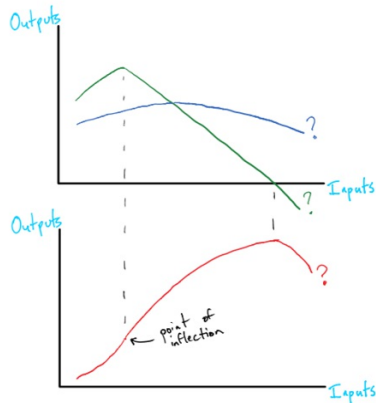 Outputs
?
Inputs
?
Outputs
?
point of
inflection
Inputs